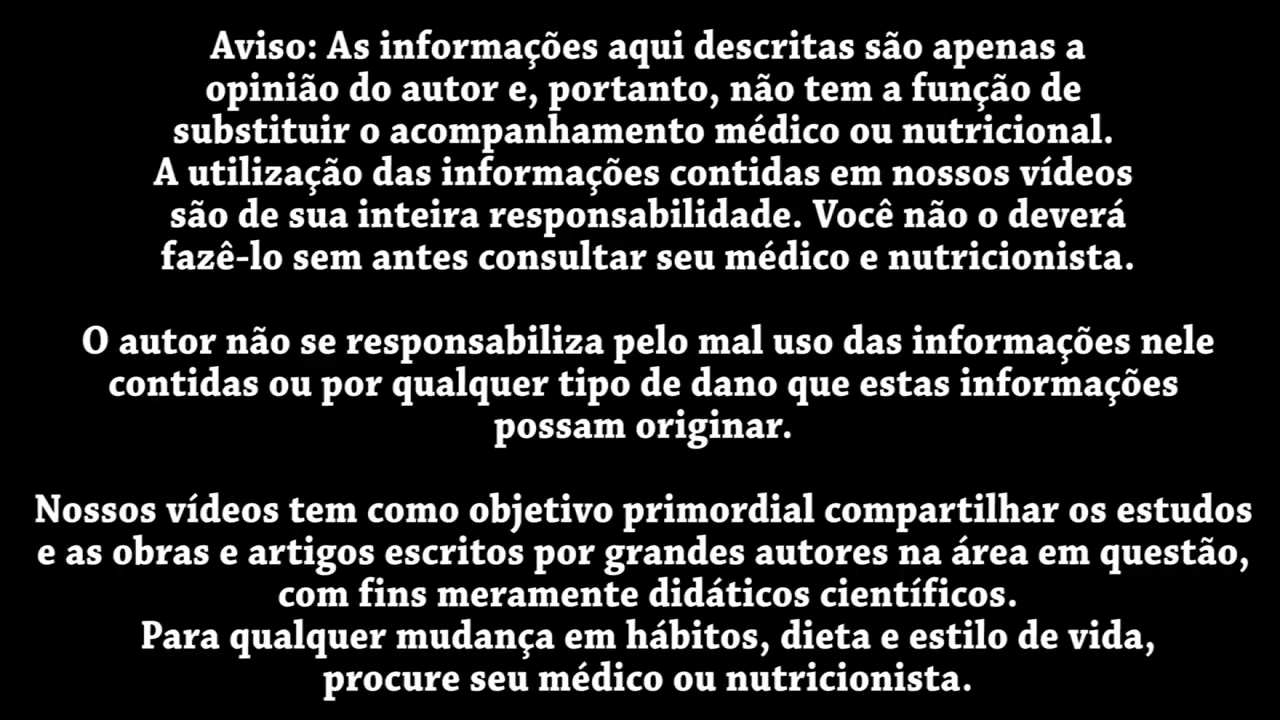 Aviso: As informações aqui descritas são apenas a
opinião do autor e, portanto, não tem a função de
substituir o acompanhamento médico ou nutricional.
A utilização das informações contidas em nossos vídeos
são de sua inteira responsabilidade. Você não o deverá
fazê-lo sem antes consultar seu médico e nutricionista.
O autor não se responsabiliza pelo mal uso das informações nele
contidas ou por qualquer tipo de dano que estas informações
possam originar.
Nossos vídeos tem como objetivo primordial compartilhar os estudos
e as obras e artigos escritos por grandes autores na área em questão,
com fins meramente didáticos científicos.
Para qualquer mudança em hábitos, dieta e estilo de vida,
procure seu médico ou nutricionista.